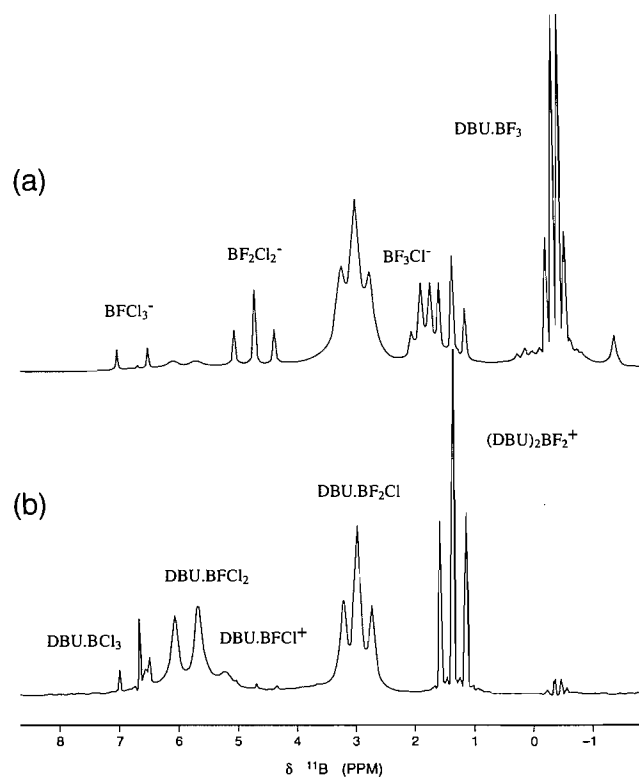 DBU.BF3
(a)
BF2Cl2-
BF3Cl-
BFCl3-
(DBU)2BF2+
DBU.BF2Cl
(b)
DBU.BFCl2
DBU.BFCl+
DBU.BCl3
8 7 6 5 4 3 2 1 0 -1
δ 11B (PPM)